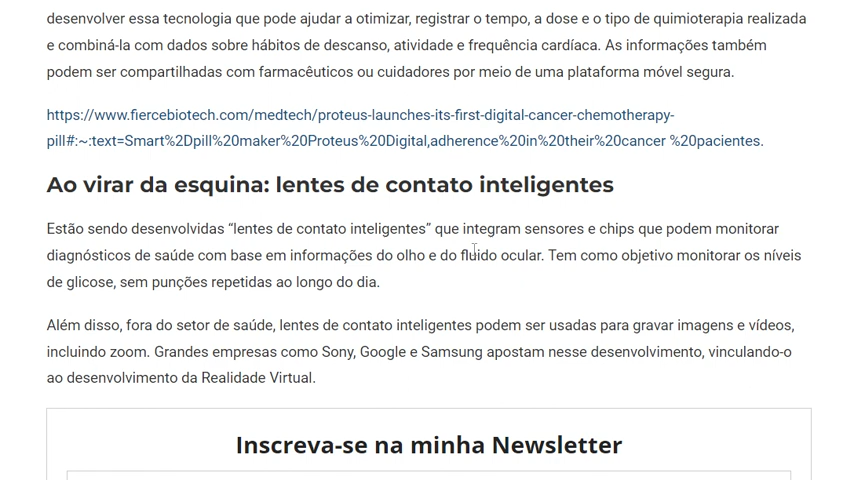 desenvolver essa tecnologia que pode ajudar a otimizar, registrar o tempo, a dose e o tipo de quimioterapia realizada
e combiná-la com dados sobre hábitos de descanso, atividade e frequência cardíaca. As informações também
podem ser compartilhadas com farmacêuticos ou cuidadores por meio de uma plataforma móvel segura.
https://www.fiercebiotech.com/medtech/proteus-launches-its-first-digital-cancer-chemotherapy-
pill#:~:text=Smart%2Dpill%20maker%20Proteus%20Digital,adherence%20in%20their%20cancer %20pacientes.
Ao virar da esquina: lentes de contato inteligentes
Estão sendo desenvolvidas “lentes de contato inteligentes” que integram sensores e chips que podem monitorar
diagnósticos de saúde com base em informações do olho e do fluido ocular. Tem como objetivo monitorar os níveis
de glicose, sem punções repetidas ao longo do dia.
Além disso, fora do setor de saúde, lentes de contato inteligentes podem ser usadas para gravar imagens e vídeos,
incluindo zoom. Grandes empresas como Sony, Google e Samsung apostam nesse desenvolvimento, vinculando-o
ao desenvolvimento da Realidade Virtual.
Inscreva-se na minha Newsletter